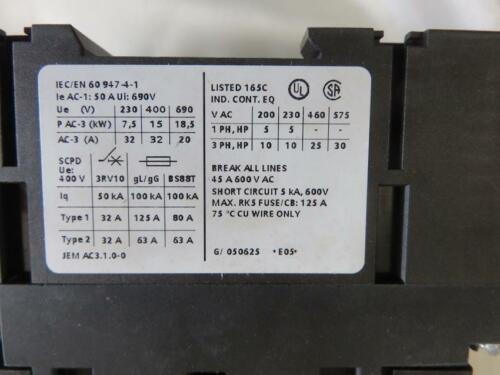 IEC/EN 60 947-4-1
Ie AC-1: 50 A Ui: 690V
Ue (V) 230 400 690
P AC-3 (kW) 7,5 15 18,5
AC-3 (A) 32 32 20
SCPD
Ue:
400 V 3RV10 gL/gG BS88T
Iq 50 kA 100 kA 100 kA
Type 1 32 A 125 A 80 A
Type 2 32 A 63 A 63 A
JEM AC3.1.0-0
LISTED 165C
IND. CONT. EQ
UL
SA
V AC 200 230 460 575
1 PH, HP 5 5 - -
3 PH, HP 10 10 25 30
BREAK ALL LINES
45 A 600 V AC
SHORT CIRCUIT 5 kA, 600V
MAX. RK5 FUSE/CB: 125 A
75 °C CU WIRE ONLY
G/ 050625 *E05*